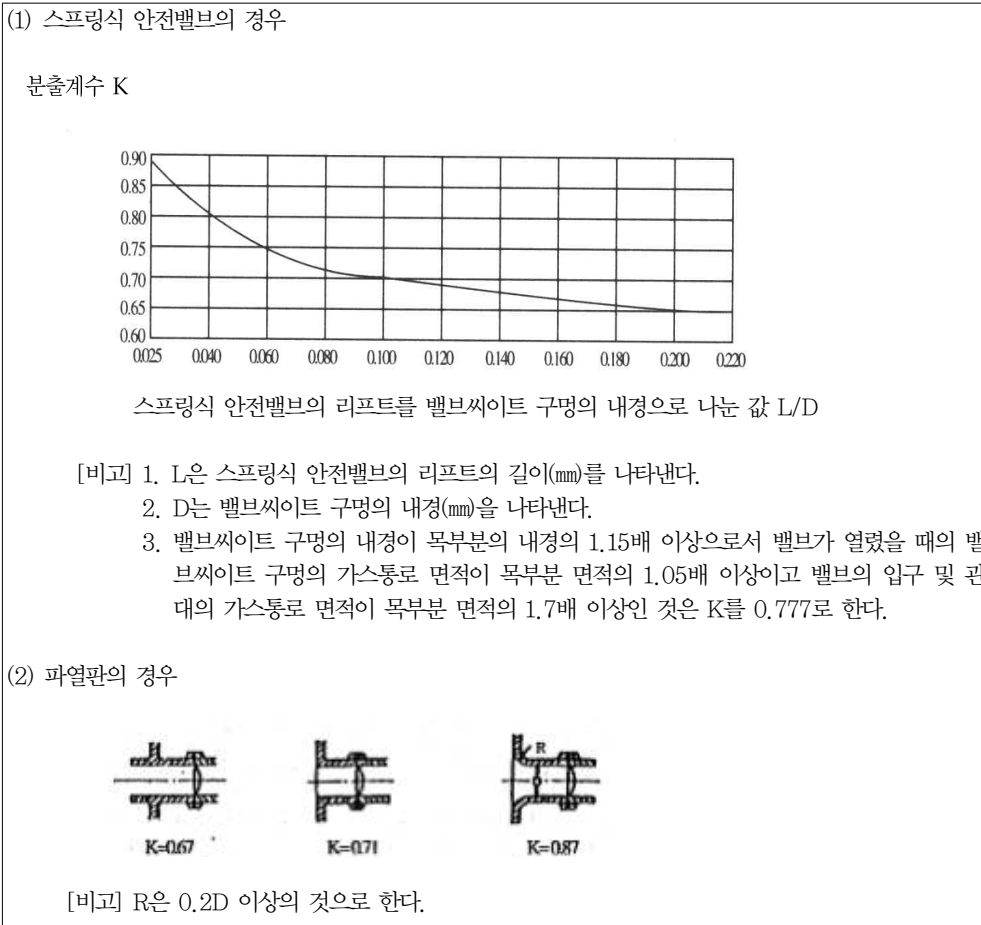 (1) 스프링식 안전밸브의 경우
분출계수 K
0.90
0.85
0.80
0.75
0.70
0.65
0.60
0.025 0.040 0.060 0.080 0.100 0.120 0.140 0.160 0.180 0.200 0.220
스프링식 안전밸브의 리프트를 밸브씨이트 구멍의 내경으로 나눈 값 L/D
[비고] 1. L은 스프링식 안전밸브의 리프트의 길이(㎜)를 나타낸다.
2. D는 밸브씨이트 구멍의 내경(㎜)을 나타낸다.
3. 밸브씨이트 구멍의 내경이 목부분의 내경의 1.15배 이상으로서 밸브가 열렸을 때의 밸
브씨이트 구멍의 가스통로 면적이 목부분 면적의 1.05배 이상이고 밸브의 입구 및 관
대의 가스통로 면적이 목부분 면적의 1.7배 이상인 것은 K를 0.777로 한다.
(2) 파열판의 경우
R
K=0.67 K=0.71 K=0.87
[비고] R은 0.2D 이상의 것으로 한다.